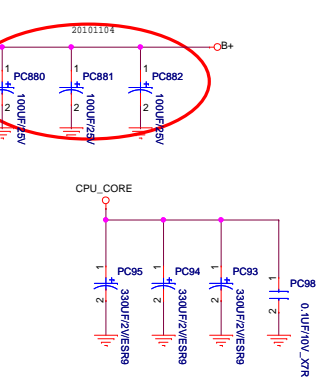 20101104
B+
1
1
1
PC880
PC881
PC882
2
2
2
100UF/25V
100UF/25V
100UF/25V
CPU_CORE
1
1
1
1
PC95
PC94
PC93
PC98
2
2
2
2
330UF/2V/ESR9
330UF/2V/ESR9
330UF/2V/ESR9
0.1UF/10V_X7R